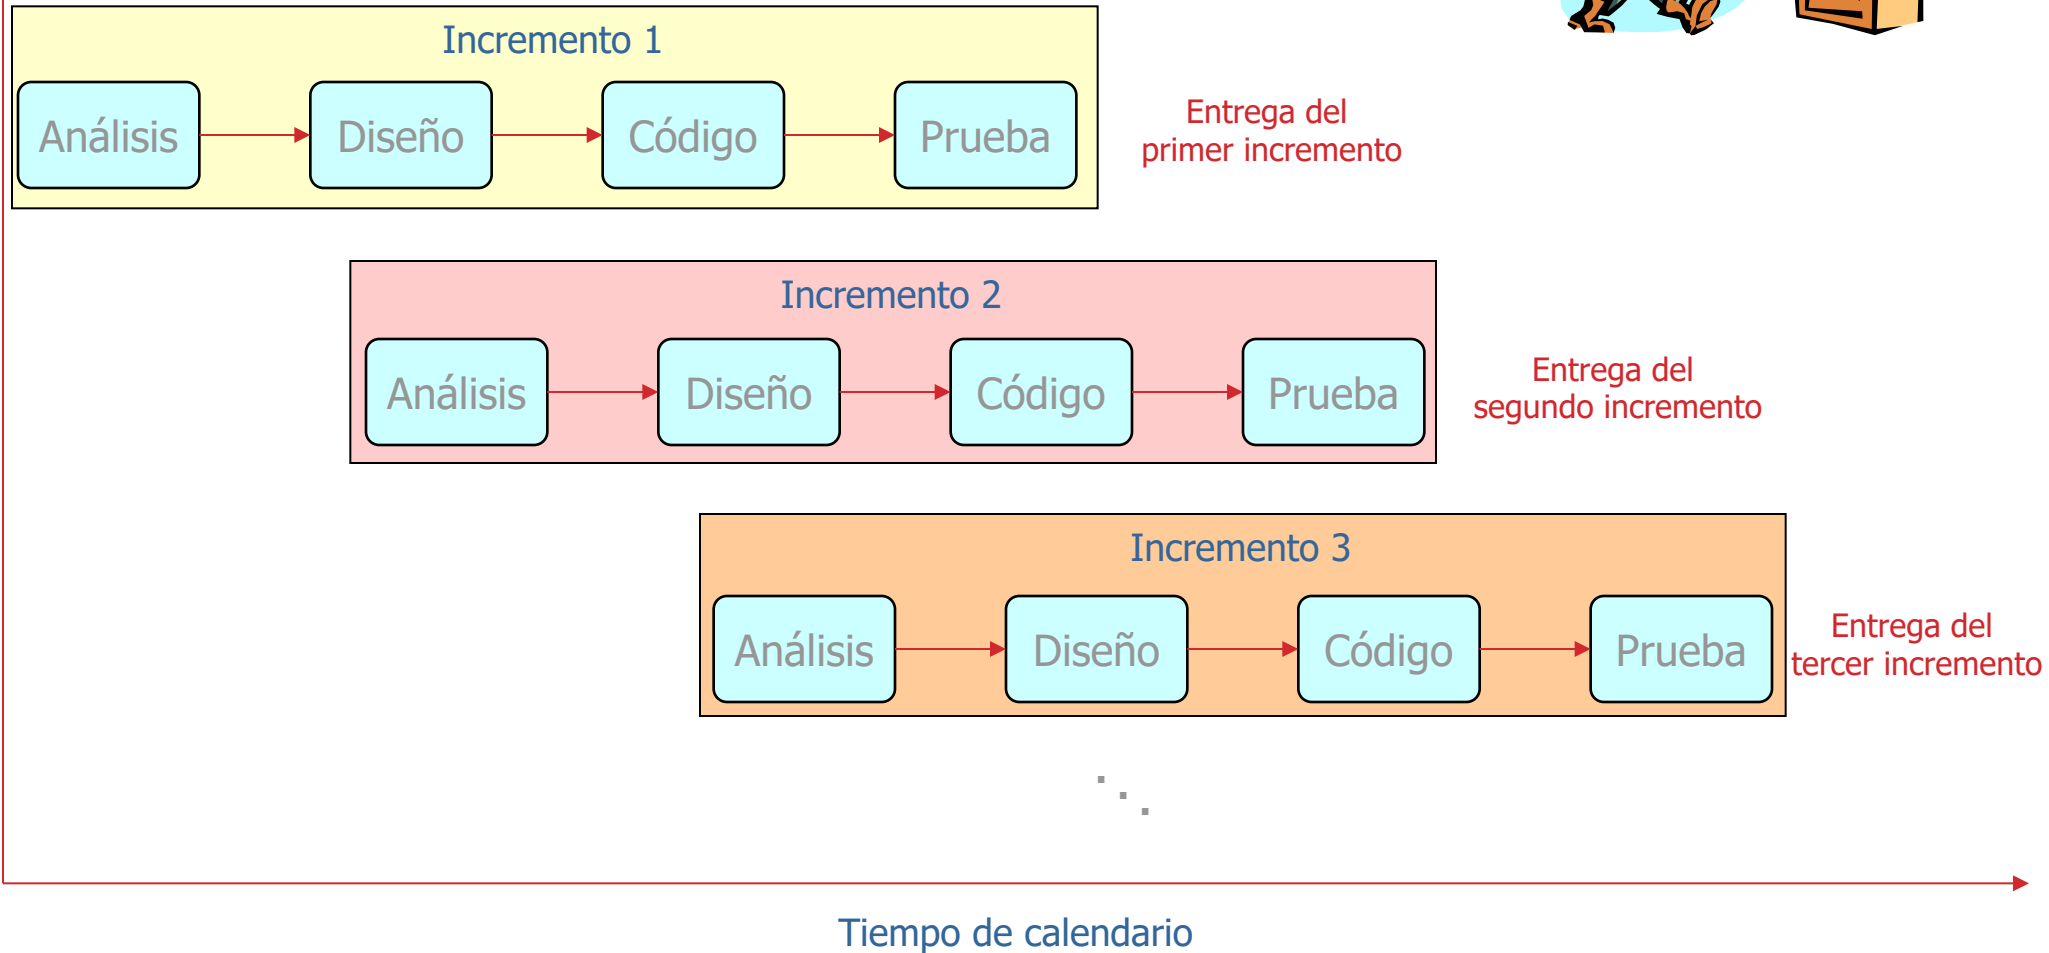 Incremento 1
Análisis
Diseño
Código
Prueba
Entrega del
primer incremento
Incremento 2
Análisis
Diseño
Código
Prueba
Entrega del
segundo incremento
Incremento 3
Análisis
Diseño
Código
Prueba
Entrega del
tercer incremento
Tiempo de calendario